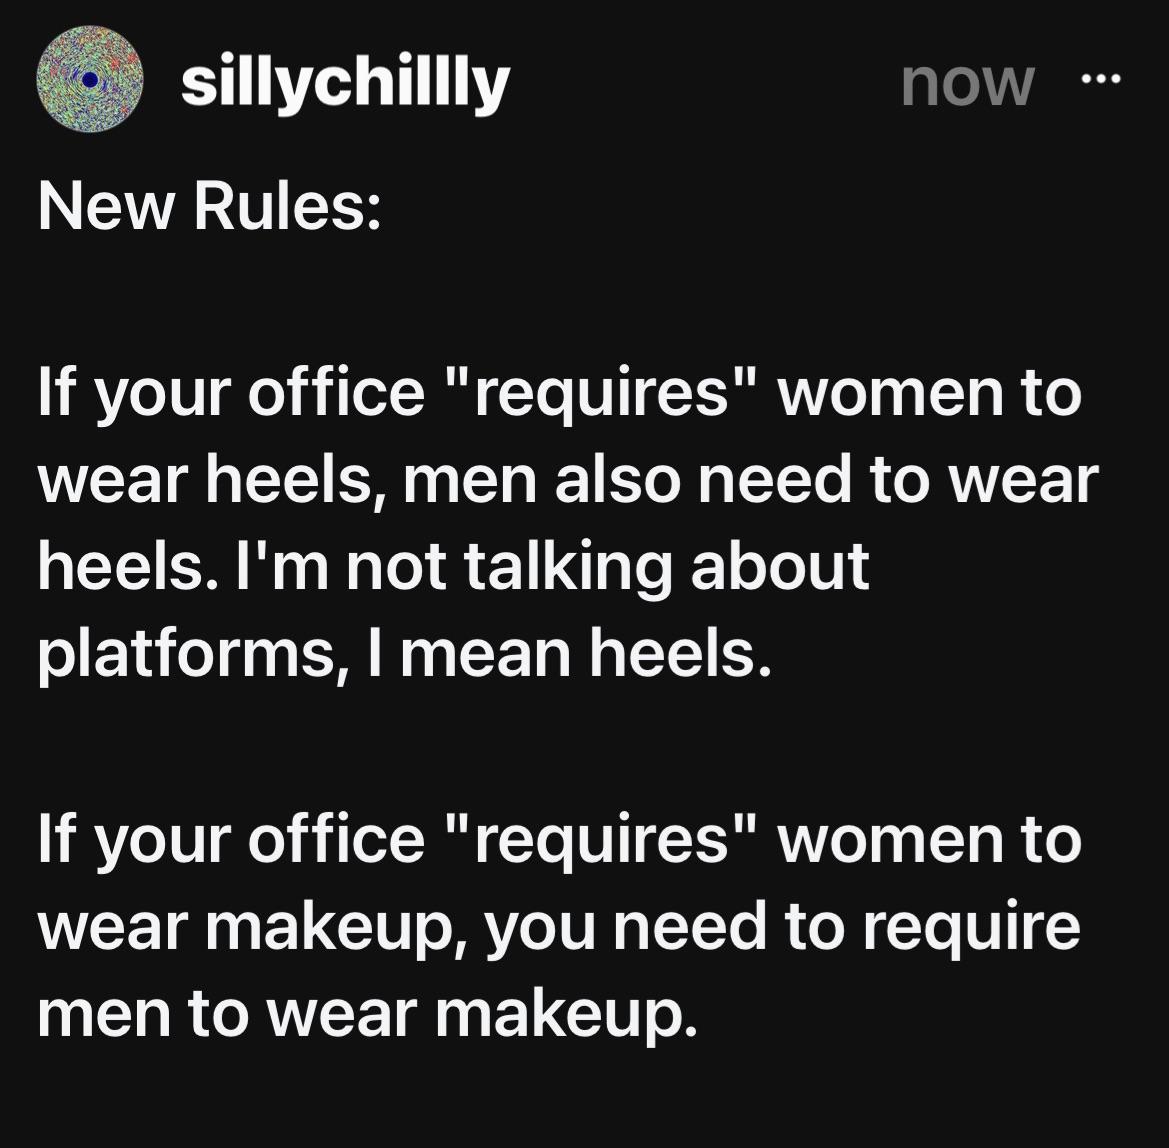 sillychillly
now
New Rules:
If your office "requires" women to
wear heels, men also need to wear
heels. I'm not talking about
platforms, I mean heels.
If your office "requires" women to
wear makeup, you need to require
men to wear makeup.